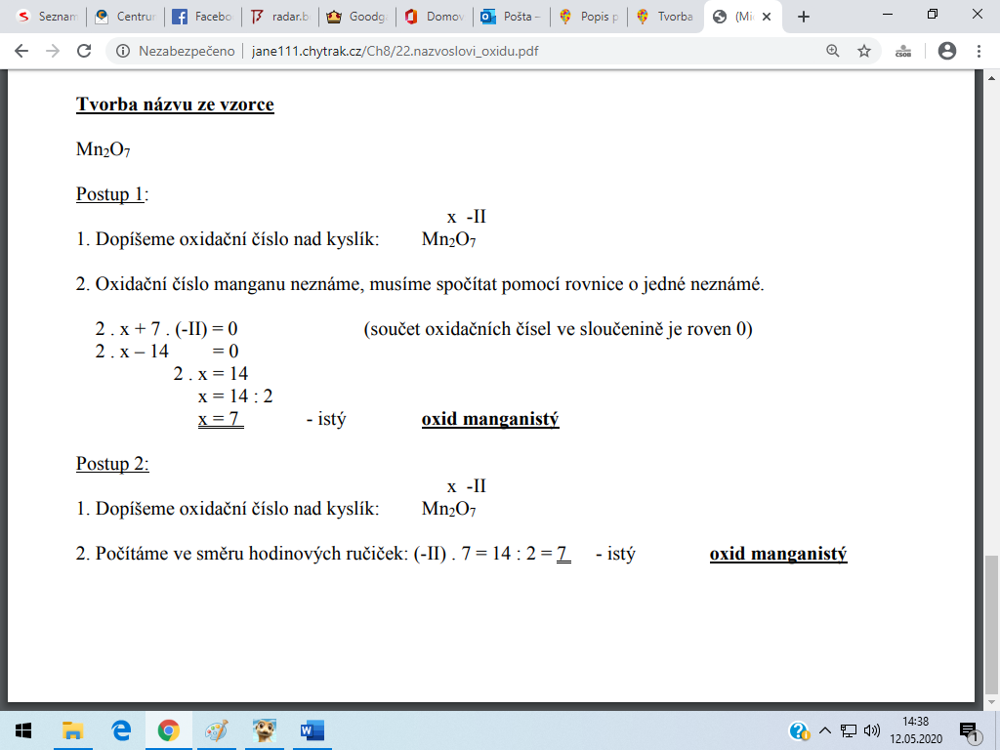 Seznam
Centrur
Facebo
radar.b
Goodg
Domov
Pošta -
Popis p
Tvorba
(Mi
Nezabezpečeno | jane111.chytrak.cz/Ch8/22.nazvoslovi_oxidu.pdf
ČSOB
Tvorba názvu ze vzorce
Mn₂O₇
Postup 1:
x -II
1. Dopíšeme oxidační číslo nad kyslík: Mn₂O₇
2. Oxidační číslo manganu neznáme, musíme spočítat pomocí rovnice o jedné neznámé.
2 . x + 7 . (-II) = 0 (součet oxidačních čísel ve sloučenině je roven 0)
2 . x – 14 = 0
2 . x = 14
x = 14 : 2
x = 7 - istý oxid manganistý
Postup 2:
x -II
1. Dopíšeme oxidační číslo nad kyslík: Mn₂O₇
2. Počítáme ve směru hodinových ručiček: (-II) . 7 = 14 : 2 = 7 - istý oxid manganistý
14:38
12.05.2020
1